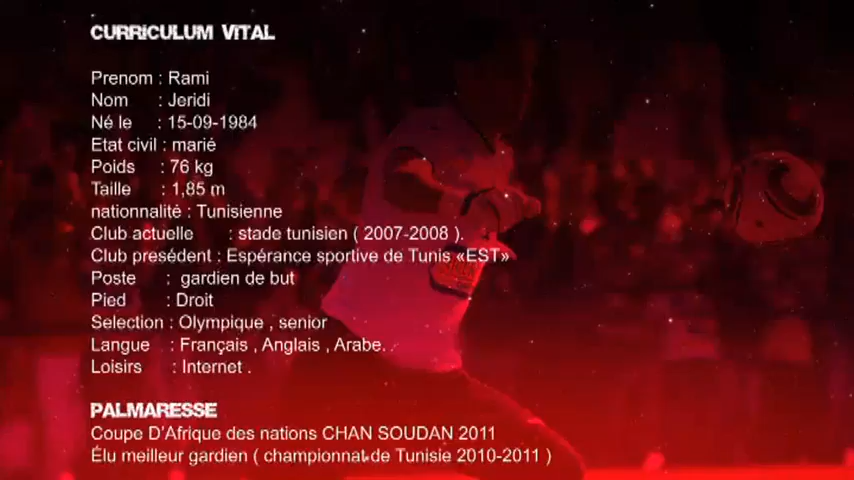 CURRICULUM ViTAL
Prenom : Rami
Nom : Jeridi
Né le : 15-09-1984
Etat civil : marié
Poids : 76 kg
Taille : 1,85 m
nationnalité : Tunisienne
Club actuelle : stade tunisien ( 2007-2008 ).
Club presédent : Espérance sportive de Tunis «EST»
Poste : gardien de but
Pied : Droit
Selection : Olympique , senior
Langue : Français , Anglais , Arabe.
Loisirs : Internet .
PALMARESSE
Coupe D'Afrique des nations CHAN SOUDAN 2011
Élu meilleur gardien ( championnat de Tunisie 2010-2011 )